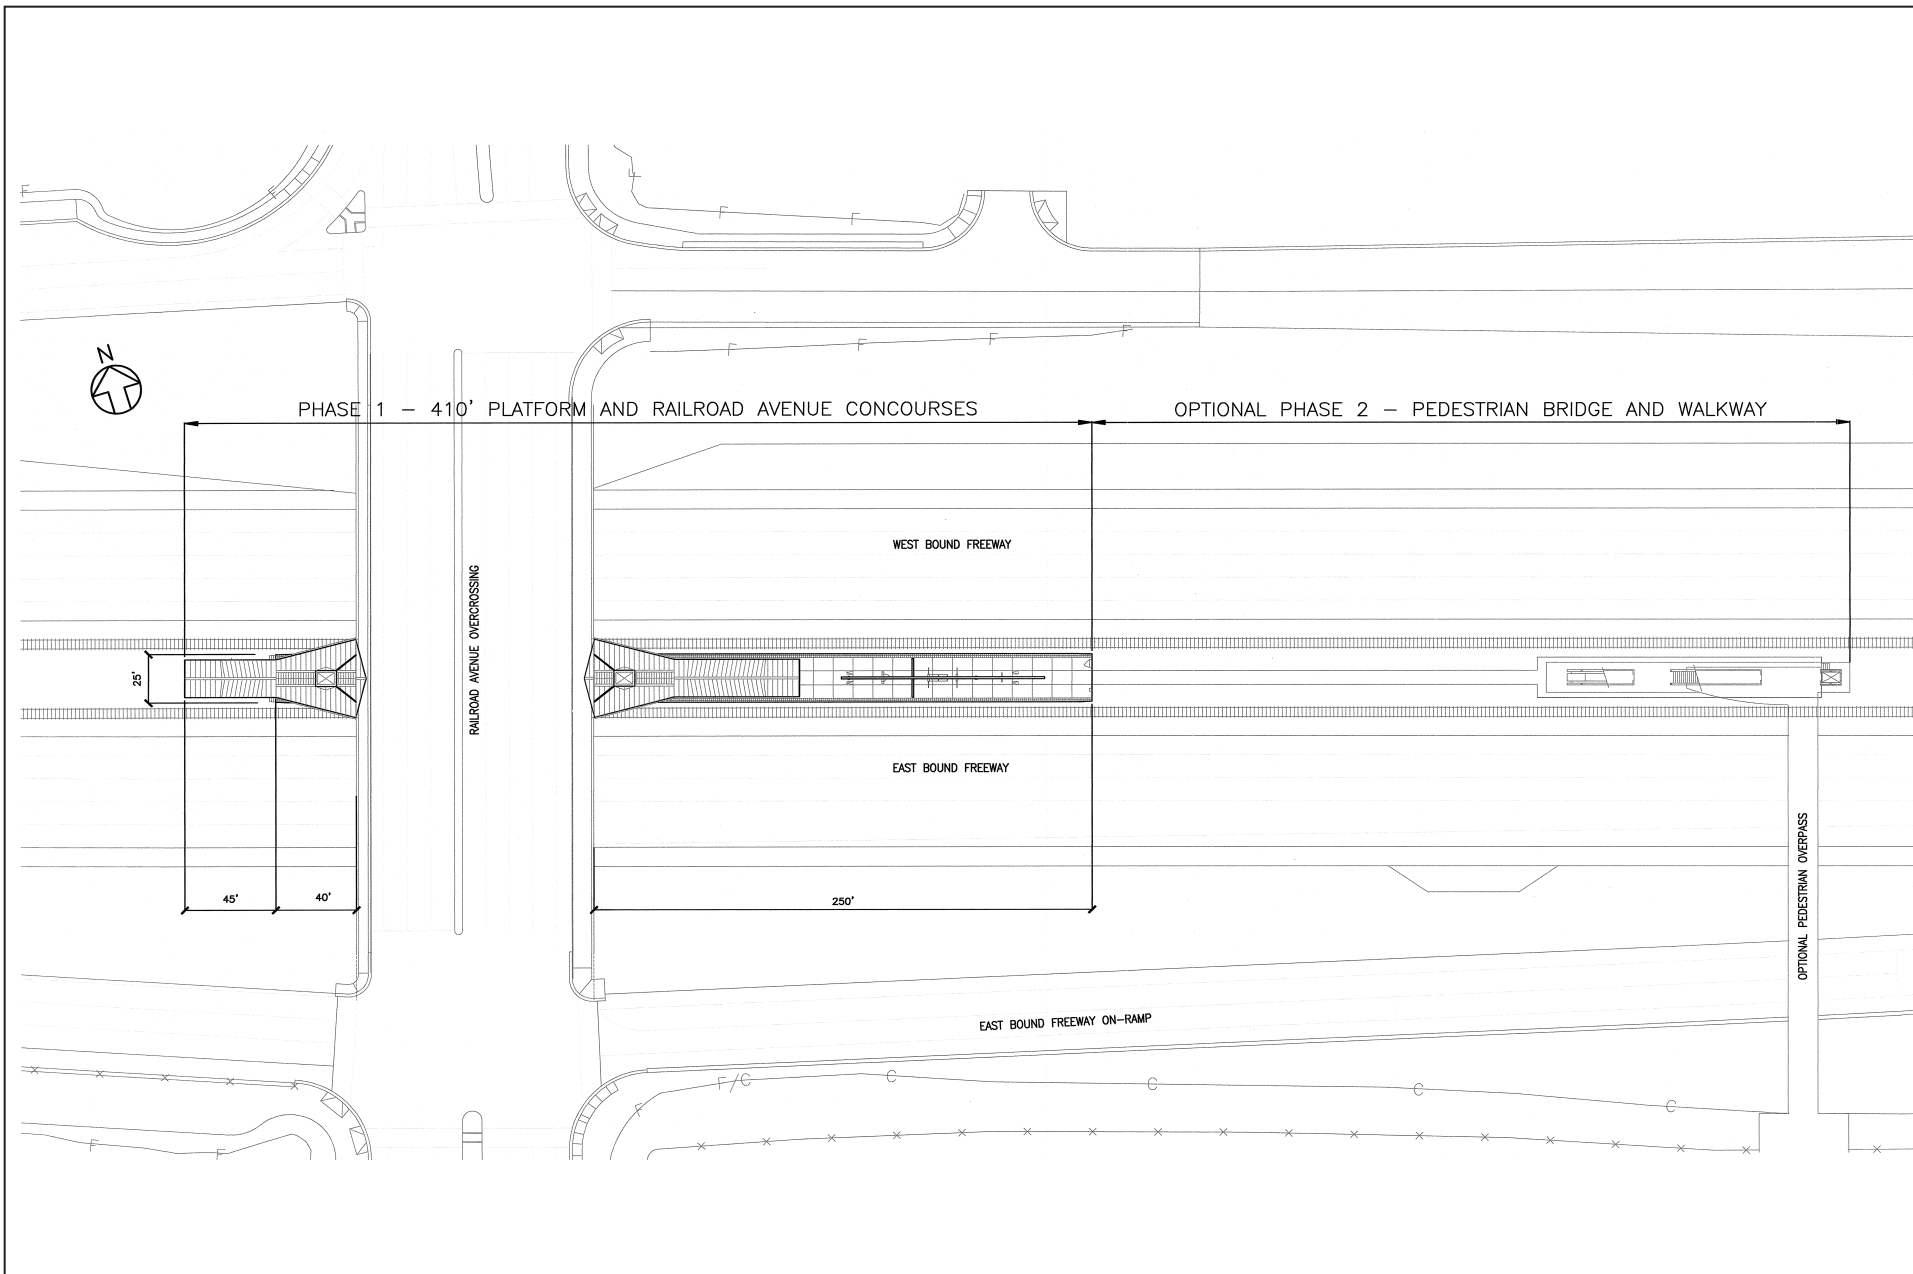 F
F
F
F
F
N
F
F
F
F
PHASE 1 – 410' PLATFORM AND RAILROAD AVENUE CONCOURSES
OPTIONAL PHASE 2 – PEDESTRIAN BRIDGE AND WALKWAY
WEST BOUND FREEWAY
RAILROAD AVENUE OVERCROSSING
25'
EAST BOUND FREEWAY
45'
40'
250'
OPTIONAL PEDESTRIAN OVERPASS
EAST BOUND FREEWAY ON–RAMP
F/C
C
C
C
C
F
F
F